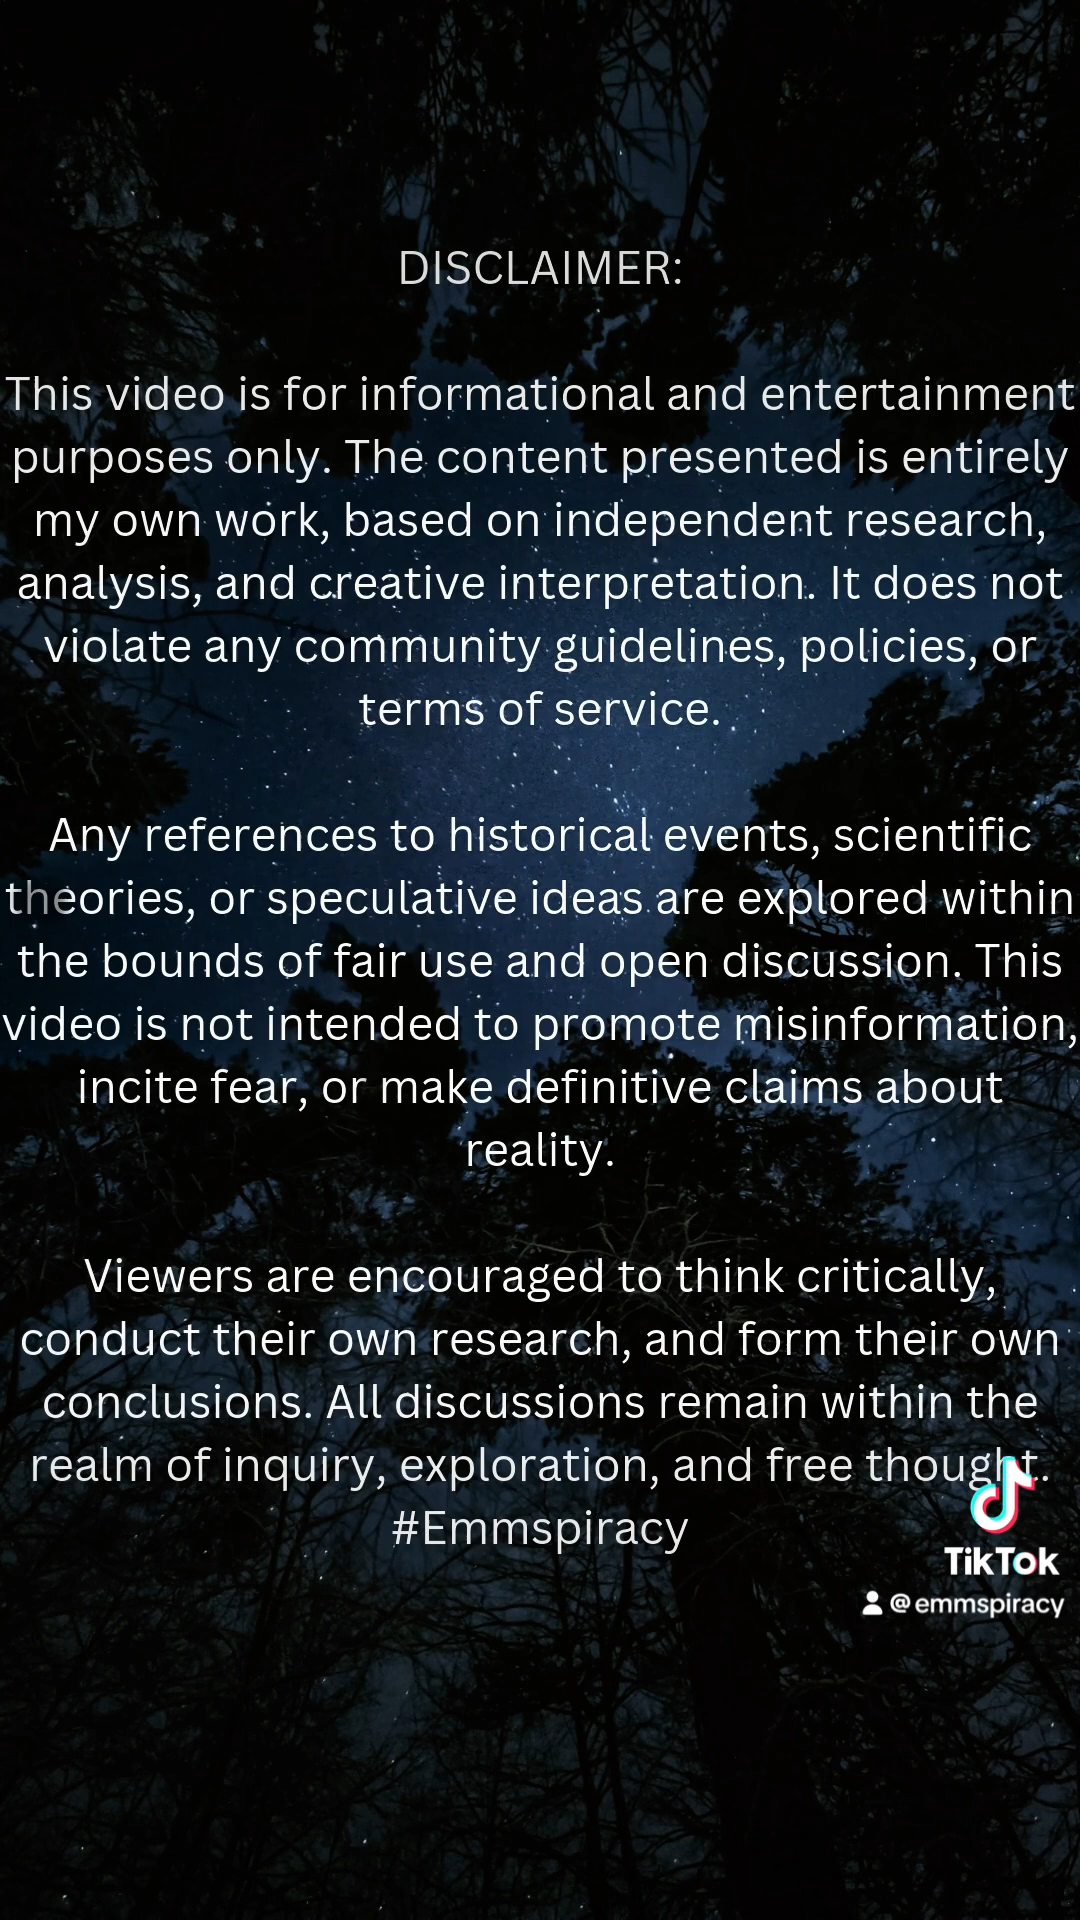 DISCLAIMER:
This video is for informational and entertainment
purposes only. The content presented is entirely
my own work, based on independent research,
analysis, and creative interpretation. It does not
violate any community guidelines, policies, or
terms of service.
Any references to historical events, scientific
theories, or speculative ideas are explored within
the bounds of fair use and open discussion. This
video is not intended to promote misinformation,
incite fear, or make definitive claims about
reality.
Viewers are encouraged to think critically,
conduct their own research, and form their own
conclusions. All discussions remain within the
realm of inquiry, exploration, and free thought.
#Emmspiracy
TikTok
@emmspiracy